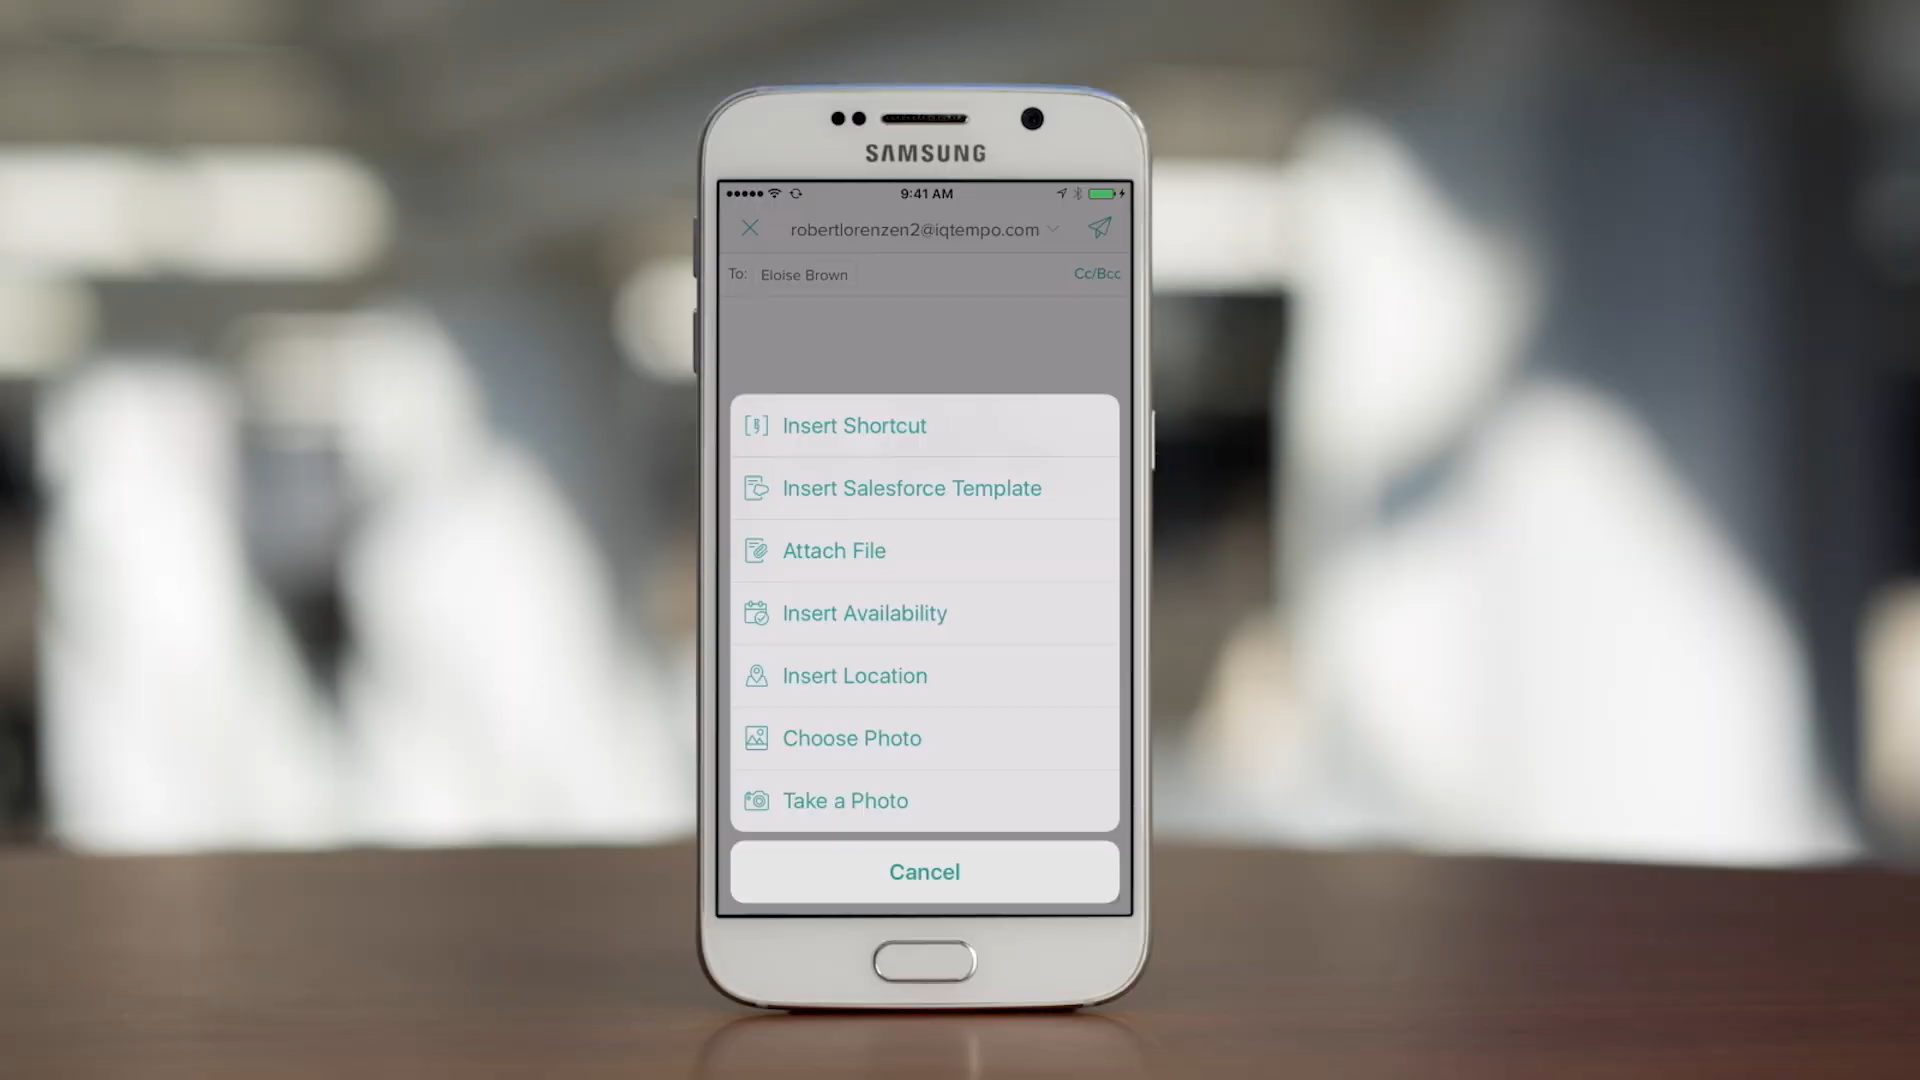 SAMSUNG
9:41 AM
robertlorenzen2@iqtempo.com
To: Eloise Brown Cc/Bcc
Insert Shortcut
Insert Salesforce Template
Attach File
Insert Availability
Insert Location
Choose Photo
Take a Photo
Cancel